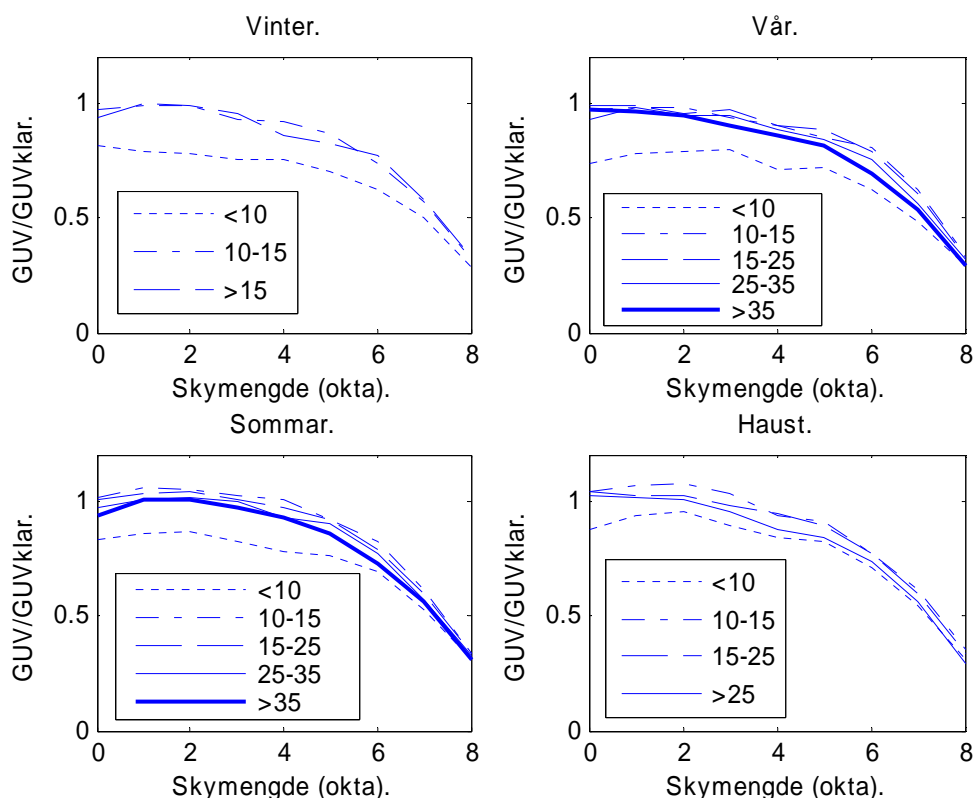 Vinter.
1
0.5
0
GUV/GUVklar.
<10
10-15
>15
0 2 4 6 8
Skymengde (okta).
Vår.
1
0.5
0
GUV/GUVklar.
<10
10-15
15-25
25-35
>35
0 2 4 6 8
Skymengde (okta).
Sommar.
1
0.5
0
GUV/GUVklar.
<10
10-15
15-25
25-35
>35
0 2 4 6 8
Skymengde (okta).
Haust.
1
0.5
0
GUV/GUVklar.
<10
10-15
15-25
>25
0 2 4 6 8
Skymengde (okta).